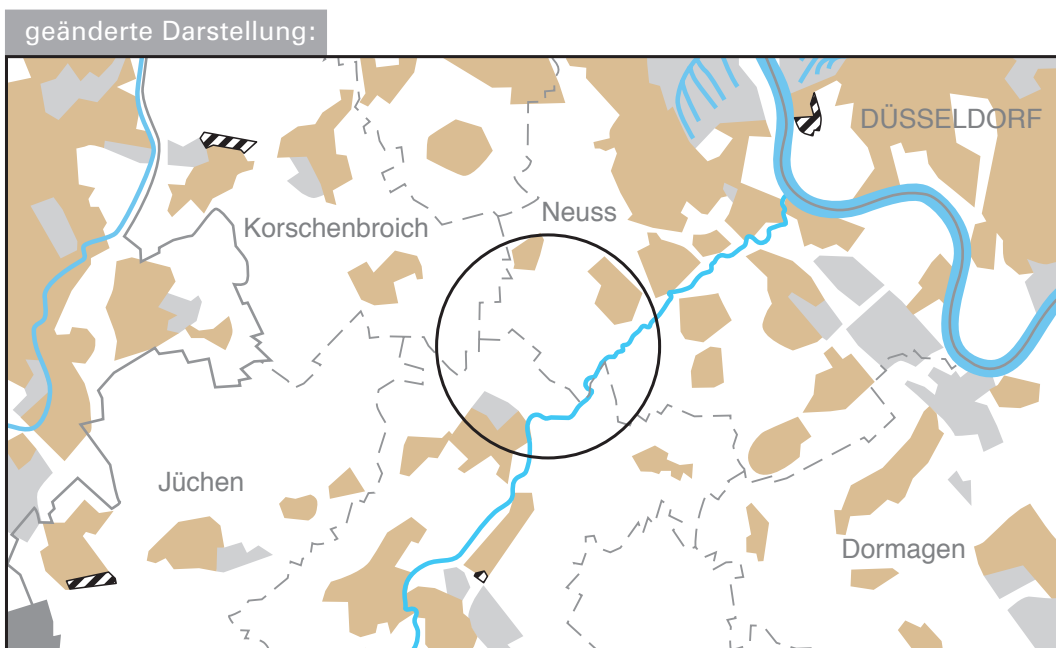 geänderte Darstellung:
DÜSSELDORF
Neuss
Korschenbroich
Jüchen
Dormagen